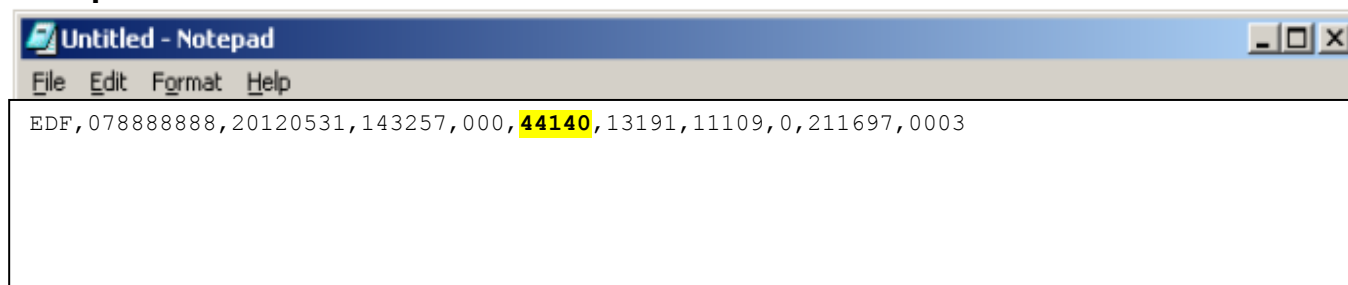 Untitled - Notepad
File Edit Format Help
EDF,078888888,20120531,143257,000,44140,13191,11109,0,211697,0003